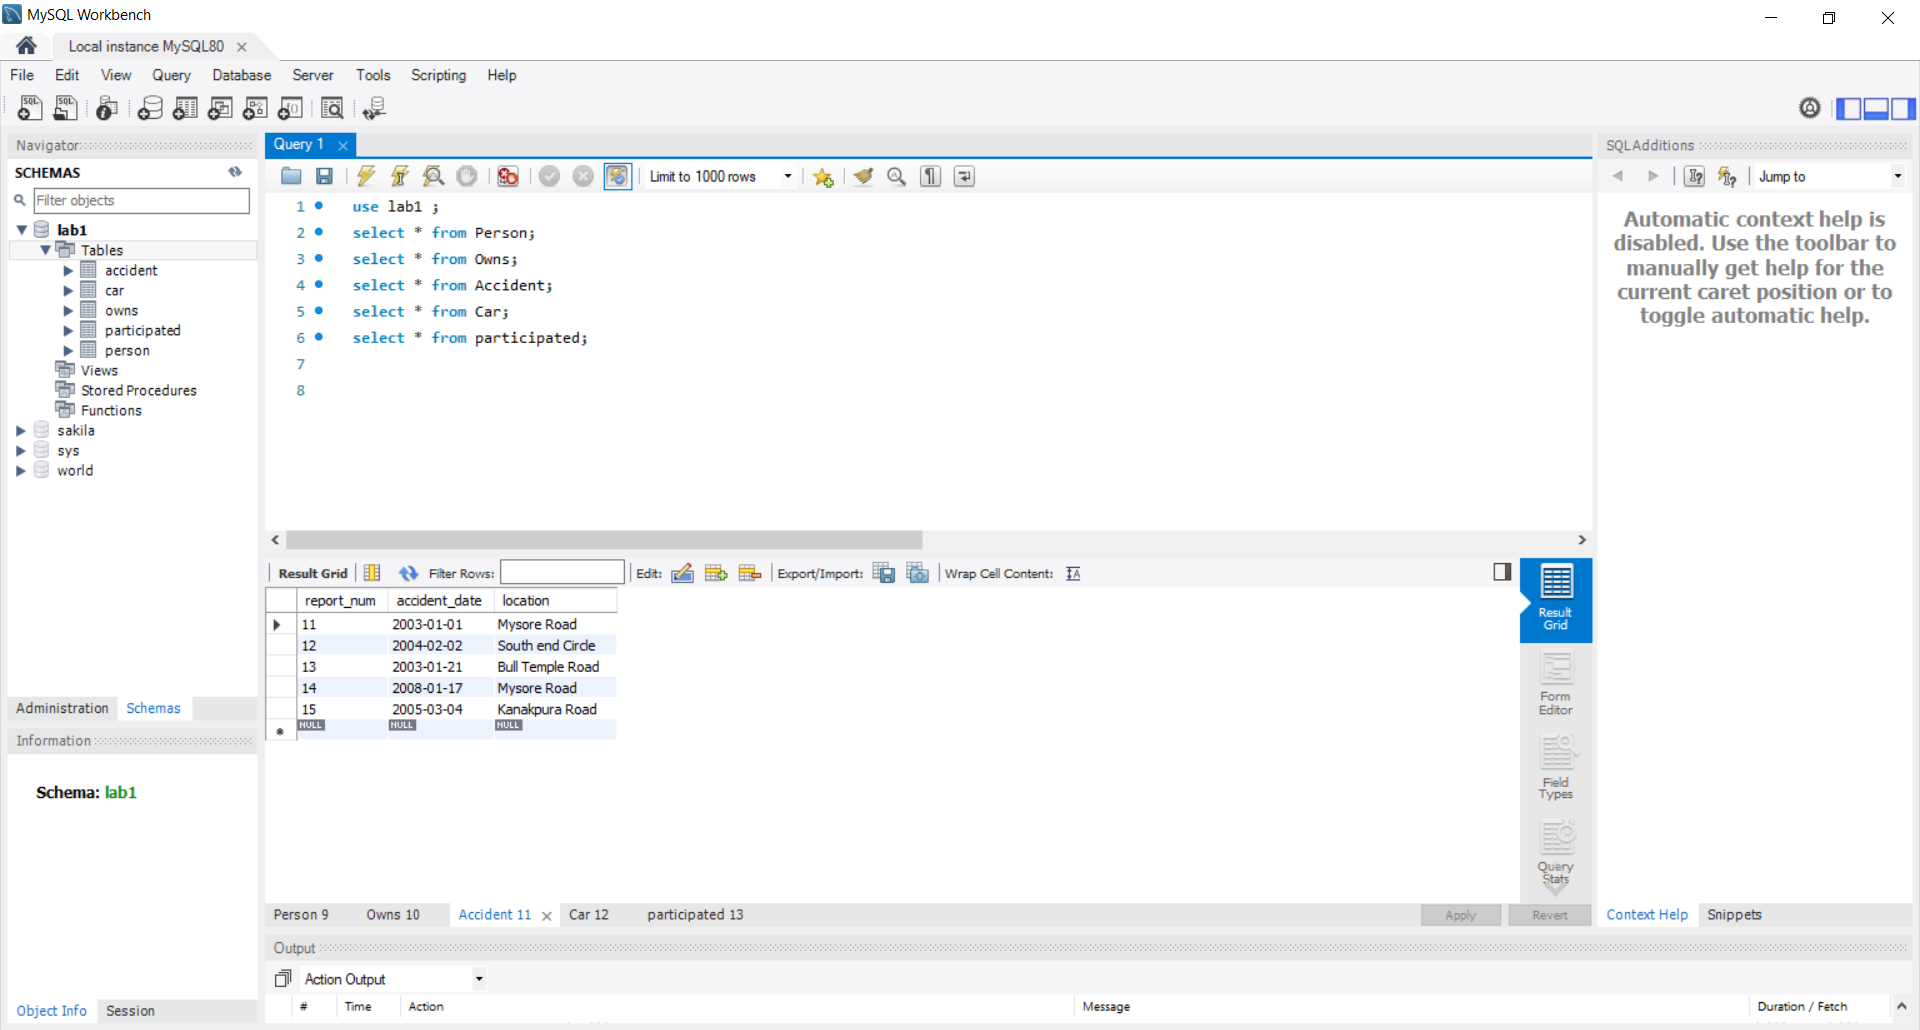 MySQL Workbench
Local instance MySQL80
File Edit View Query Database Server Tools Scripting Help
Navigator
SCHEMAS
Filter objects
lab1
Tables
accident
car
owns
participated
person
Views
Stored Procedures
Functions
sakila
sys
world
Administration Schemas
Information
Schema: lab1
Object Info Session
Query 1
Limit to 1000 rows
1 use lab1 ;
2 select * from Person;
3 select * from Owns;
4 select * from Accident;
5 select * from Car;
6 select * from participated;
7
8
Result Grid Filter Rows: Edit: Export/Import: Wrap Cell Content:
report_num accident_date location
11 2003-01-01 Mysore Road
12 2004-02-02 South end Circle
13 2003-01-21 Bull Temple Road
14 2008-01-17 Mysore Road
15 2005-03-04 Kanakpura Road
NULL NULL NULL
Result
Grid
Form
Editor
Field
Types
Query
Stats
Person 9 Owns 10 Accident 11 Car 12 participated 13
Apply Revert
Output
Action Output
# Time Action Message Duration / Fetch
SQLAdditions
Jump to
Automatic context help is
disabled. Use the toolbar to
manually get help for the
current caret position or to
toggle automatic help.
Context Help Snippets